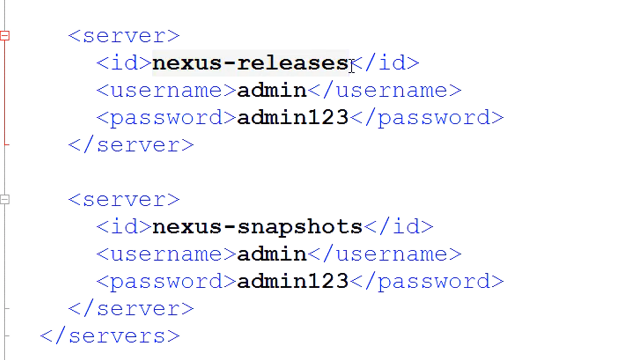 <server>
<id>nexus-releases</id>
<username>admin</username>
<password>admin123</password>
</server>
<server>
<id>nexus-snapshots</id>
<username>admin</username>
<password>admin123</password>
</server>
</servers>